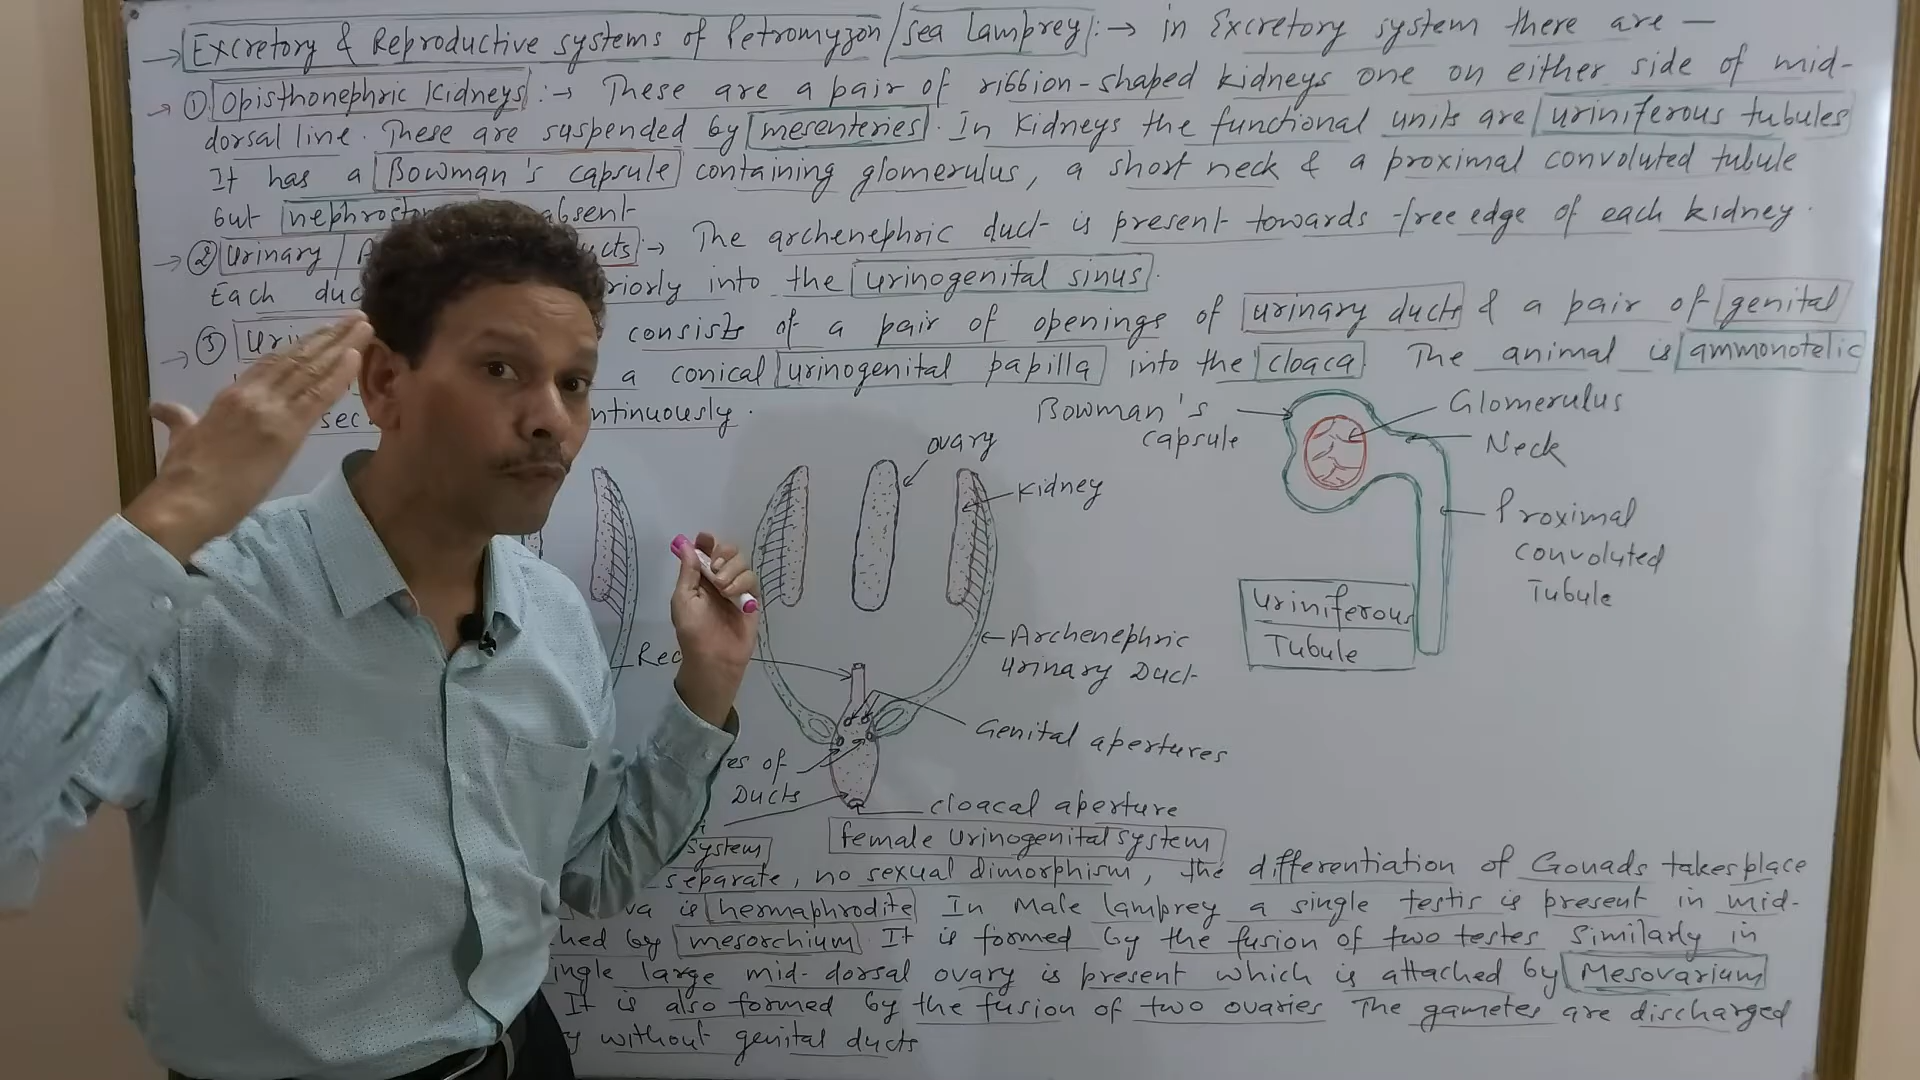 → Excretory & Reproductive systems of Petromyzon / Sea Lamprey :→ in Excretory system there are —
→ ① Opisthonephric Kidneys :→ These are a pair of ribbion-shaped kidneys one on either side of mid-
dorsal line. These are suspended by mesenteries. In Kidneys the functional units are uriniferous tubules
It has a Bowman's capsule containing glomerulus, a short neck & a proximal convoluted tubule
but absent
→ ② Urinary / ducts :→ The archenephric duct is present towards free edge of each kidney.
Each into the urinogenital sinus.
→ ③ consists of a pair of openings of urinary ducts & a pair of genital
a conical urinogenital papilla into the cloaca. The animal is ammonotelic
Bowman's capsule
Glomerulus
Neck
Proximal convoluted Tubule
Uriniferous Tubule
ovary
Kidney
Archenephric urinary Duct
Genital apertures
of Ducts
cloacal aperture
system
female Urinogenital system
separate, no sexual dimorphism, the differentiation of Gonads takes place
is hermaphrodite In Male lamprey a single testis is present in mid-
by mesorchium. It is formed by the fusion of two testes Similarly in
large mid-dorsal ovary is present which is attached by Mesovarium
It is also formed by the fusion of two ovaries The gametes are discharged
without genital ducts